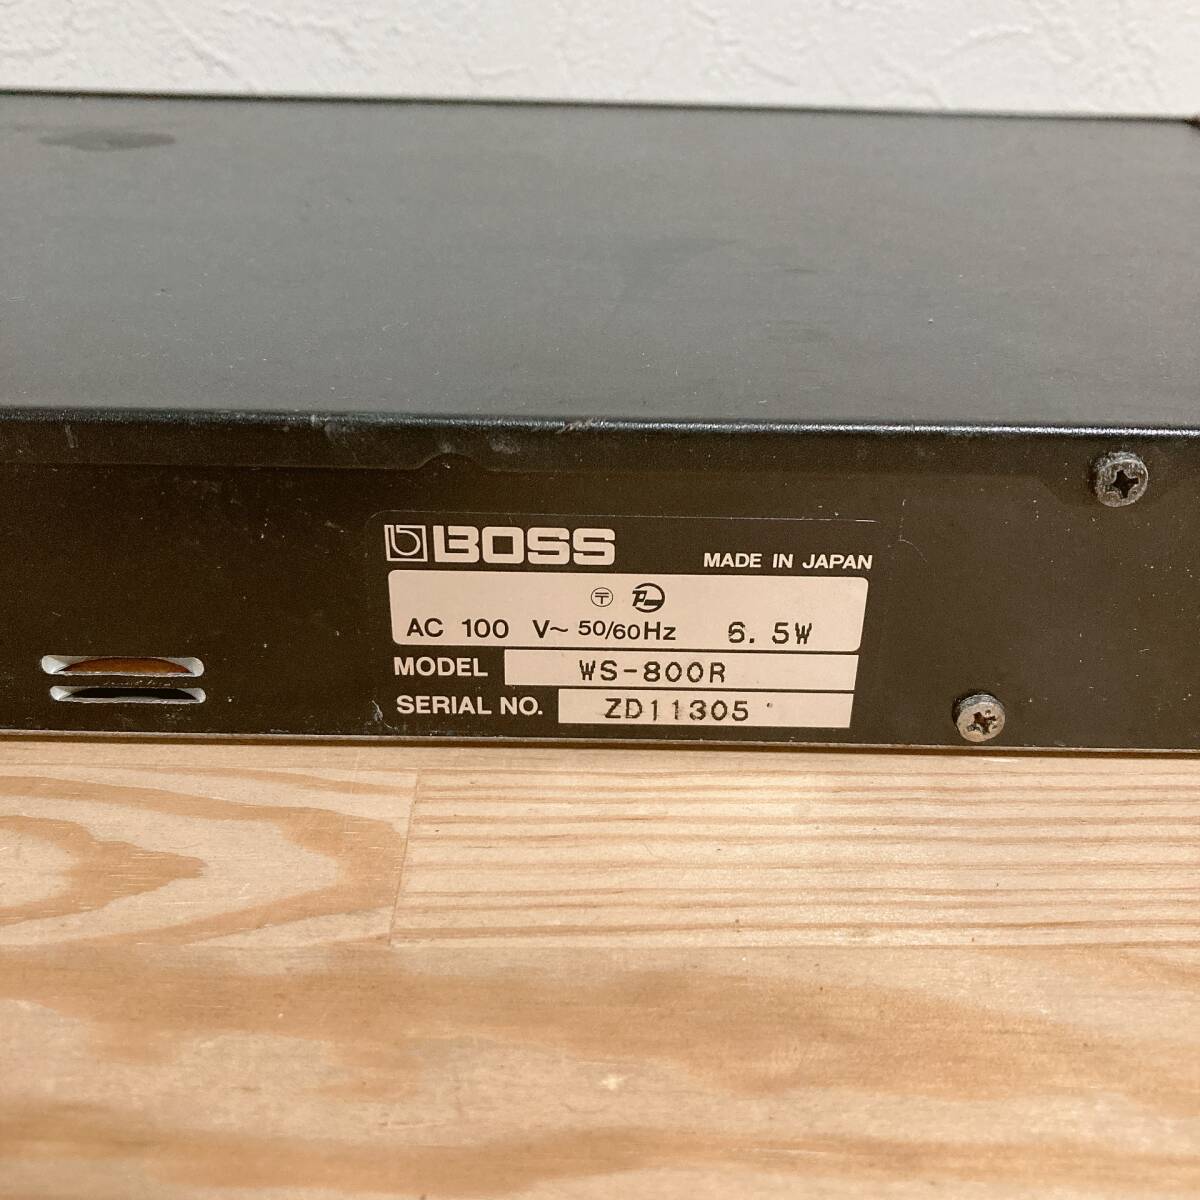 BOSS
MADE IN JAPAN
〶
AC 100 V~ 50/60Hz 6.5W
MODEL WS-800R
SERIAL NO. ZD11305